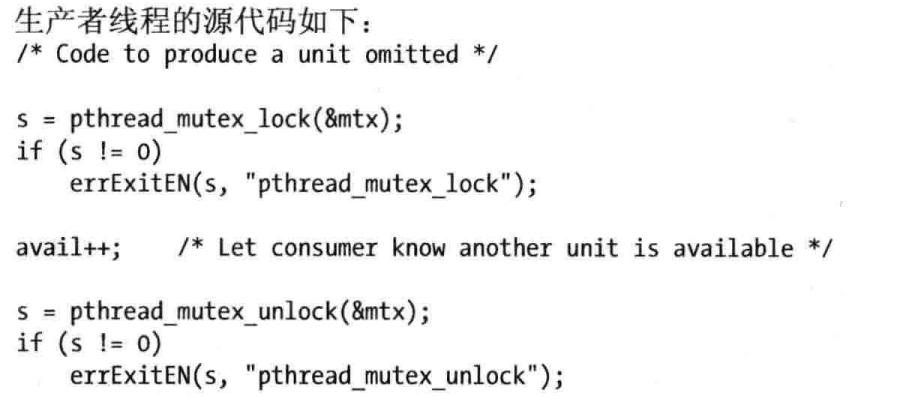 生产者线程的源代码如下：
/* Code to produce a unit omitted */
s = pthread_mutex_lock(&mtx);
if (s != 0)
    errExitEN(s, "pthread_mutex_lock");
avail++;    /* Let consumer know another unit is available */
s = pthread_mutex_unlock(&mtx);
if (s != 0)
    errExitEN(s, "pthread_mutex_unlock");